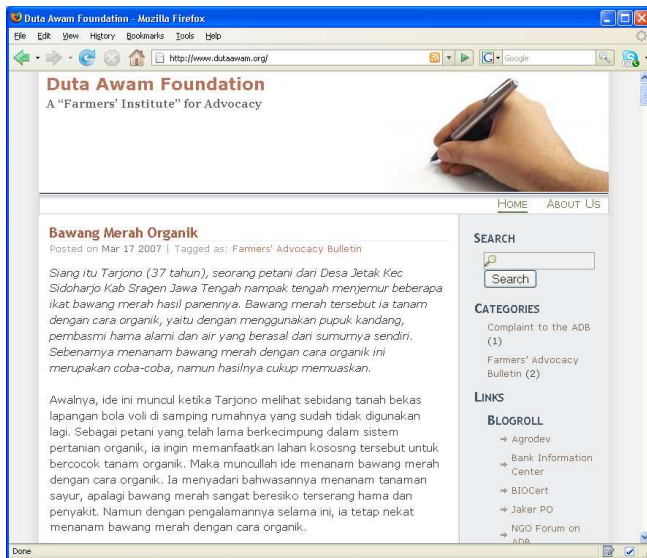 Duta Awam Foundation - Mozilla Firefox
File Edit View History Bookmarks Tools Help
http://www.dutaawam.org/
Google
Duta Awam Foundation
A “Farmers’ Institute” for Advocacy
HOME ABOUT US
Bawang Merah Organik
Posted on Mar 17 2007 | Tagged as: Farmers' Advocacy Bulletin
Siang itu Tarjono (37 tahun), seorang petani dari Desa Jetak Kec
Sidoharjo Kab Sragen Jawa Tengah nampak tengah menjemur beberapa
ikat bawang merah hasil panennya. Bawang merah tersebut ia tanam
dengan cara organik, yaitu dengan menggunakan pupuk kandang,
pembasmi hama alami dan air yang berasal dari sumurnya sendiri.
Sebenarnya menanam bawang merah dengan cara organik ini
merupakan coba-coba, namun hasilnya cukup memuaskan.
Awalnya, ide ini muncul ketika Tarjono melihat sebidang tanah bekas
lapangan bola voli di samping rumahnya yang sudah tidak digunakan
lagi. Sebagai petani yang telah lama berkecimpung dalam sistem
pertanian organik, ia ingin memanfaatkan lahan kososng tersebut untuk
bercocok tanam organik. Maka muncullah ide menanam bawang merah
dengan cara organik. Ia menyadari bahwasannya menanam tanaman
sayur, apalagi bawang merah sangat beresiko terserang hama dan
penyakit. Namun dengan pengalamannya selama ini, ia tetap nekat
menanam bawang merah dengan cara organik.
SEARCH
Search
CATEGORIES
Complaint to the ADB
(1)
Farmers' Advocacy
Bulletin (2)
LINKS
BLOGROLL
Agrodev
Bank Information
Center
BIOCert
Jaker PO
NGO Forum on
ADB
Done